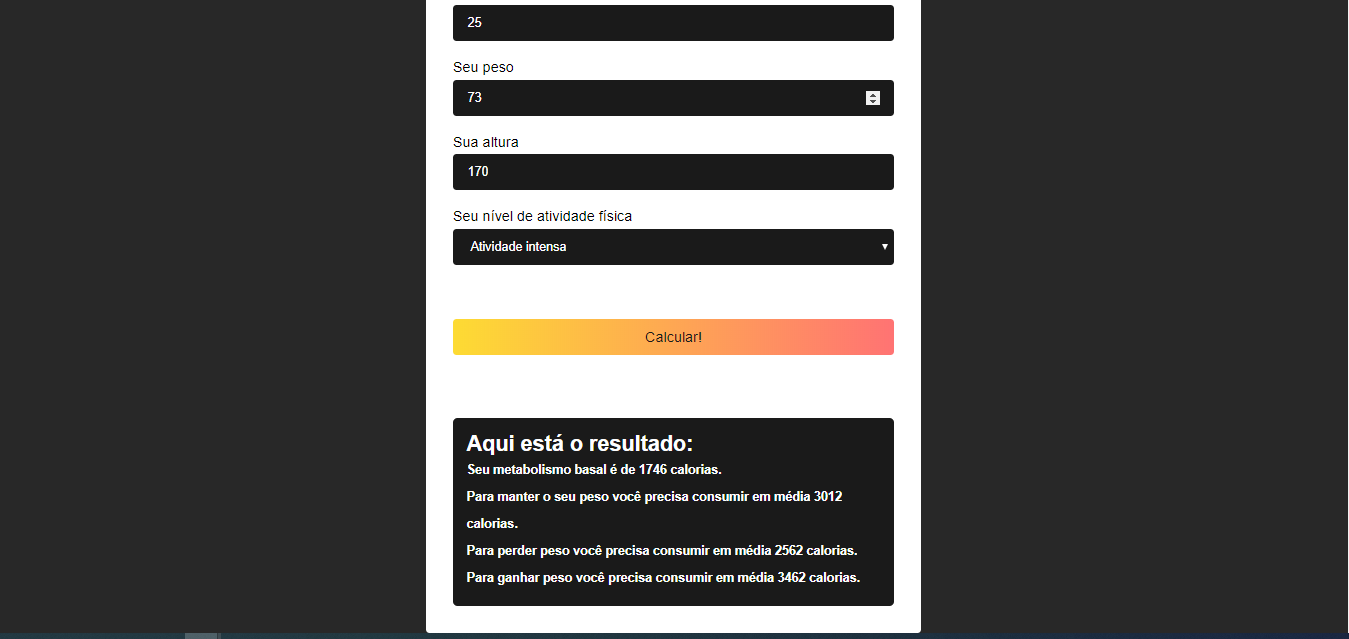 25
Seu peso
73
Sua altura
170
Seu nível de atividade física
Atividade intensa
Calcular!
Aqui está o resultado:
Seu metabolismo basal é de 1746 calorias.
Para manter o seu peso você precisa consumir em média 3012
calorias.
Para perder peso você precisa consumir em média 2562 calorias.
Para ganhar peso você precisa consumir em média 3462 calorias.